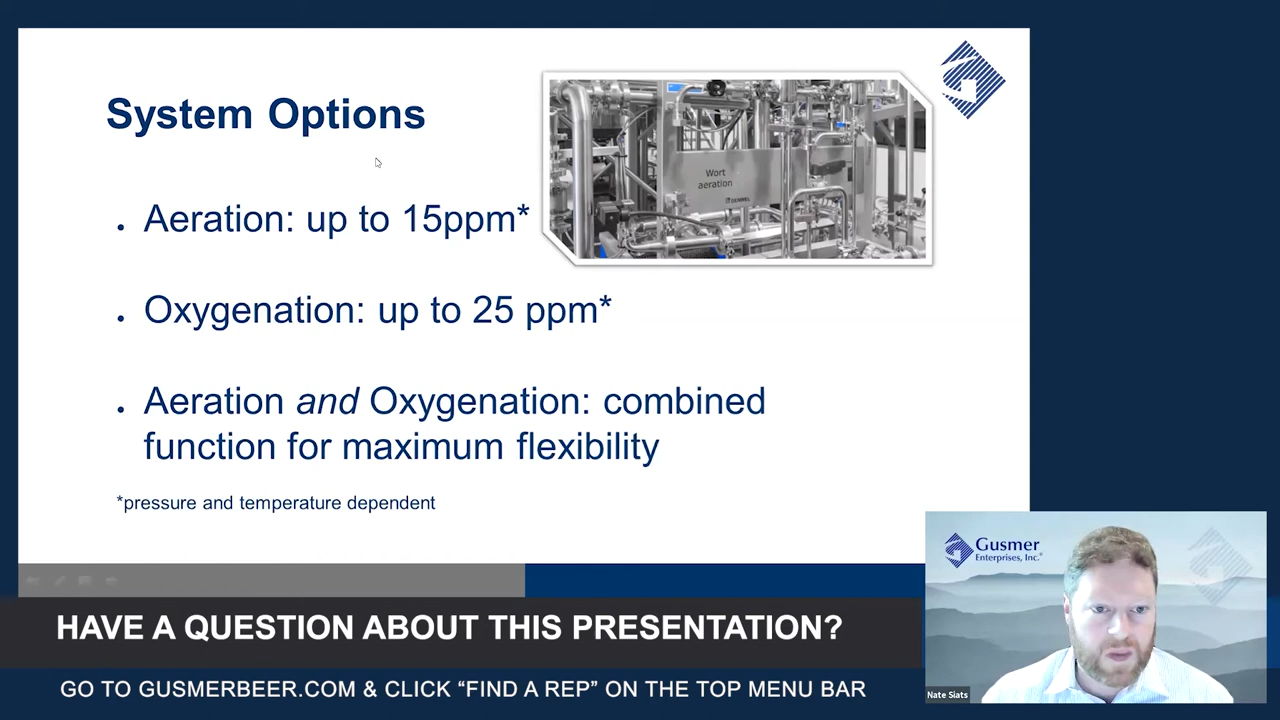 System Options
Wort
aeration
DENWEL
• Aeration: up to 15ppm*
• Oxygenation: up to 25 ppm*
• Aeration and Oxygenation: combined
function for maximum flexibility
*pressure and temperature dependent
Gusmer
Enterprises, Inc.®
Nate Siats
HAVE A QUESTION ABOUT THIS PRESENTATION?
GO TO GUSMERBEER.COM & CLICK “FIND A REP” ON THE TOP MENU BAR